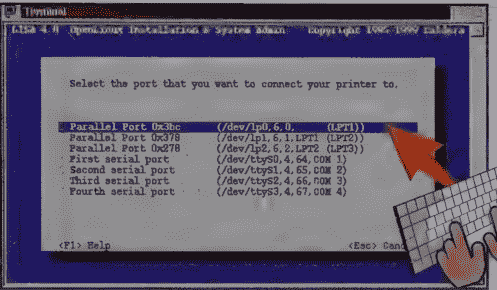 Terminal
LISA 4.0 OpenLinux Installation & System Admin Copyright 1996-1999 Caldera
Select the port that you want to connect your printer to.
Parallel Port 0x3bc (/dev/lp0,6,0, (LPT1))
Parallel Port 0x378 (/dev/lp1,6,1,LPT1 (LPT2))
Parallel Port 0x278 (/dev/lp2,6,2,LPT2 (LPT3))
First serial port (/dev/ttyS0,4,64,COM 1)
Second serial port (/dev/ttyS1,4,65,COM 2)
Third serial port (/dev/ttyS2,4,66,COM 3)
Fourth serial port (/dev/ttyS3,4,67,COM 4)
<F1> Help <Esc> Canc